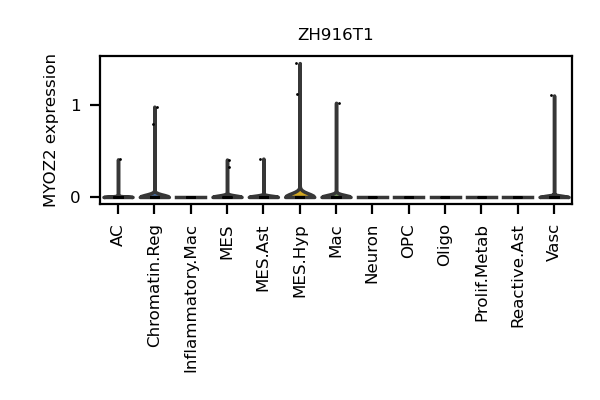 ZH916T1
MYOZ2 expression
1
0
AC
Chromatin.Reg
Inflammatory.Mac
MES
MES.Ast
MES.Hyp
Mac
Neuron
OPC
Oligo
Prolif.Metab
Reactive.Ast
Vasc